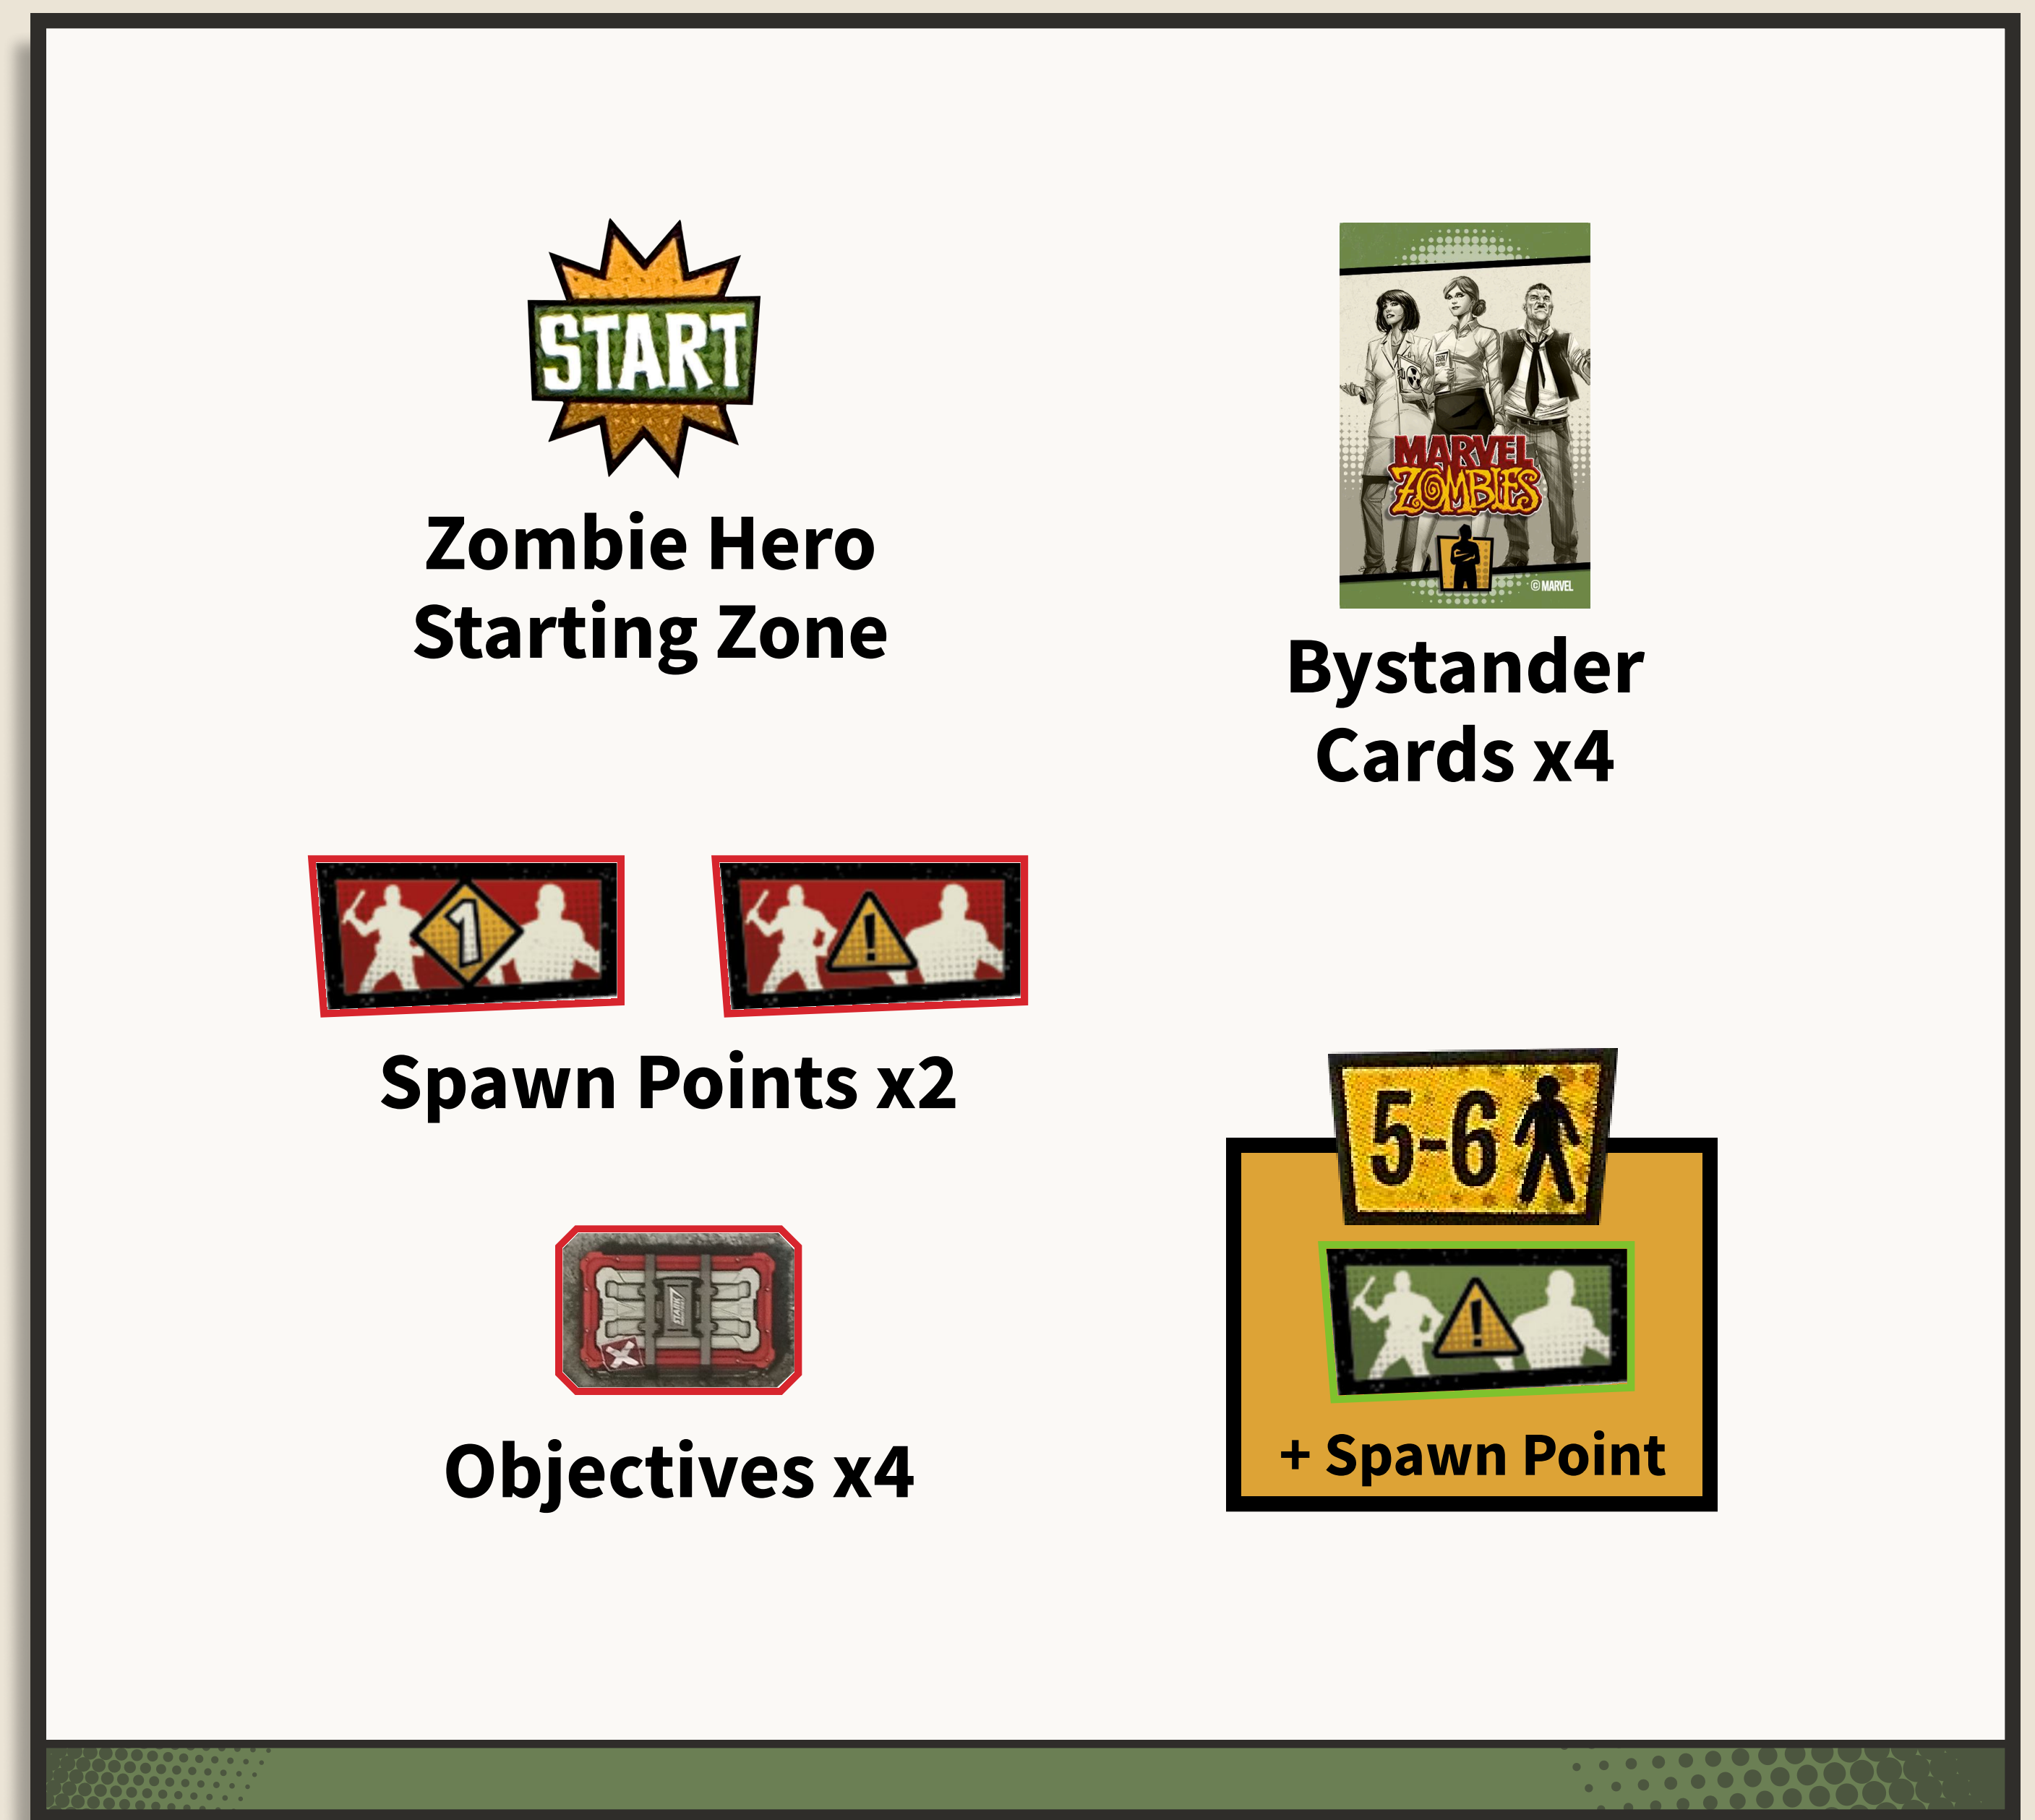 START
Zombie Hero
Starting Zone
MARVEL
ZOMBIES
© MARVEL
Bystander
Cards x4
1
!
!
Spawn Points x2
5-6
STARK
Objectives x4
+ Spawn Point